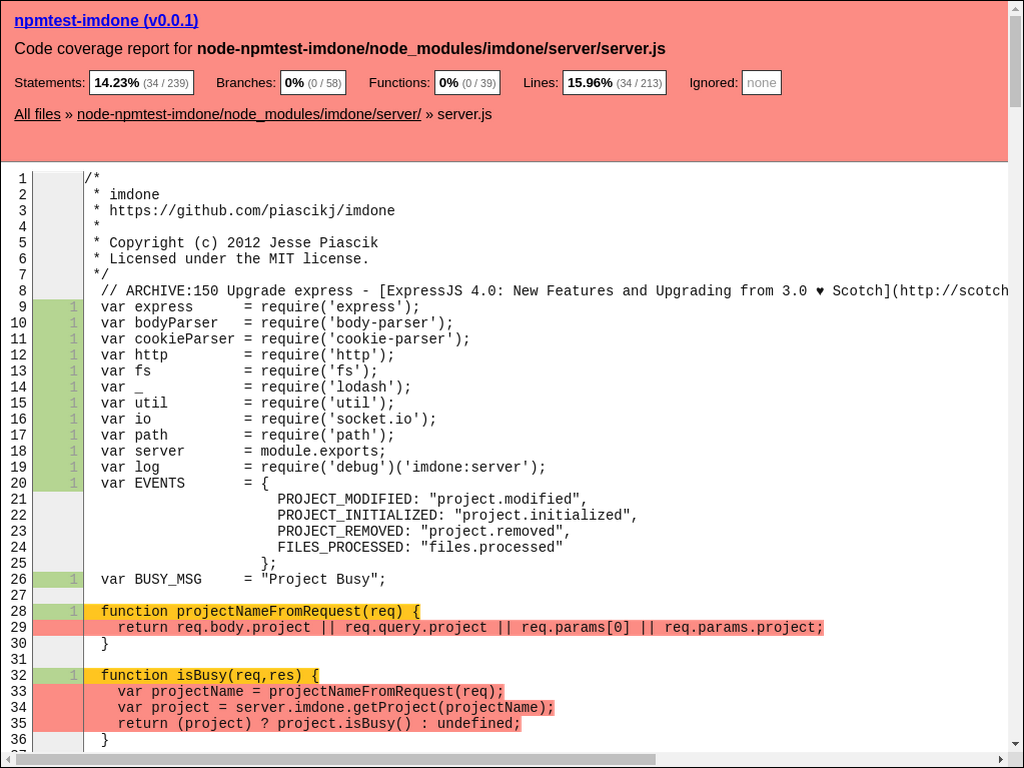 npmtest-imdone (v0.0.1)
Code coverage report for node-npmtest-imdone/node_modules/imdone/server/server.js
Statements: 14.23% (34 / 239) Branches: 0% (0 / 58) Functions: 0% (0 / 39) Lines: 15.96% (34 / 213) Ignored: none
All files » node-npmtest-imdone/node_modules/imdone/server/ » server.js
1 /*
2 * imdone
3 * https://github.com/piascikj/imdone
4 *
5 * Copyright (c) 2012 Jesse Piascik
6 * Licensed under the MIT license.
7 */
8 // ARCHIVE:150 Upgrade express - [ExpressJS 4.0: New Features and Upgrading from 3.0 ♥ Scotch](http://scotch
9 1 var express = require('express');
10 1 var bodyParser = require('body-parser');
11 1 var cookieParser = require('cookie-parser');
12 1 var http = require('http');
13 1 var fs = require('fs');
14 1 var _ = require('lodash');
15 1 var util = require('util');
16 1 var io = require('socket.io');
17 1 var path = require('path');
18 1 var server = module.exports;
19 1 var log = require('debug')('imdone:server');
20 1 var EVENTS = {
21 PROJECT_MODIFIED: "project.modified",
22 PROJECT_INITIALIZED: "project.initialized",
23 PROJECT_REMOVED: "project.removed",
24 FILES_PROCESSED: "files.processed"
25 };
26 1 var BUSY_MSG = "Project Busy";
27
28 1 function projectNameFromRequest(req) {
29 return req.body.project || req.query.project || req.params[0] || req.params.project;
30 }
31
32 1 function isBusy(req,res) {
33 var projectName = projectNameFromRequest(req);
34 var project = server.imdone.getProject(projectName);
35 return (project) ? project.isBusy() : undefined;
36 }